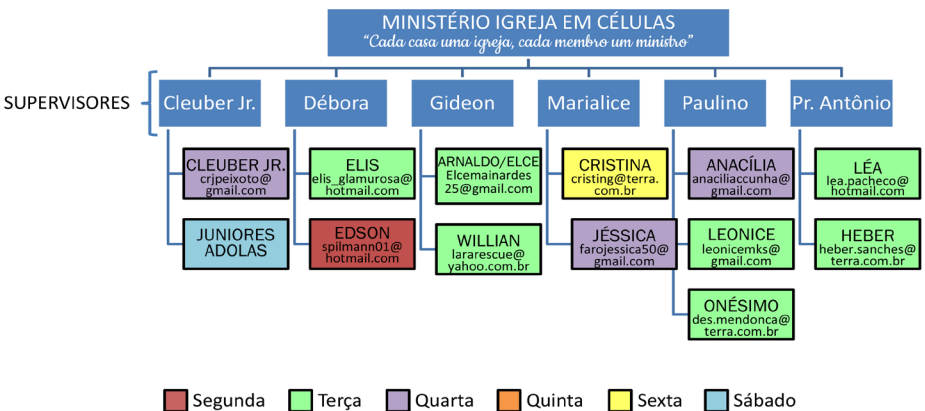 MINISTÉRIO IGREJA EM CÉLULAS
“Cada casa uma igreja, cada membro um ministro”
SUPERVISORES
Cleuber Jr.
Débora
Gideon
Marialice
Paulino
Pr. Antônio
CLEUBER JR.
crjpeixoto@
gmail.com
ELIS
elis_glamurosa@
hotmail.com
ARNALDO/ELCE
Elcemainardes
25@gmail.com
CRISTINA
cristing@terra.
com.br
ANACÍLIA
anaciliaccunha@
gmail.com
LÉA
lea.pacheco@
hotmail.com
JUNIORES
ADOLAS
EDSON
spilmann01@
hotmail.com
WILLIAN
lararescue@
yahoo.com.br
JÉSSICA
farojessica50@
gmail.com
LEONICE
leonicemks@
gmail.com
HEBER
heber.sanches@
terra.com.br
ONÉSIMO
des.mendonca@
terra.com.br
Segunda
Terça
Quarta
Quinta
Sexta
Sábado